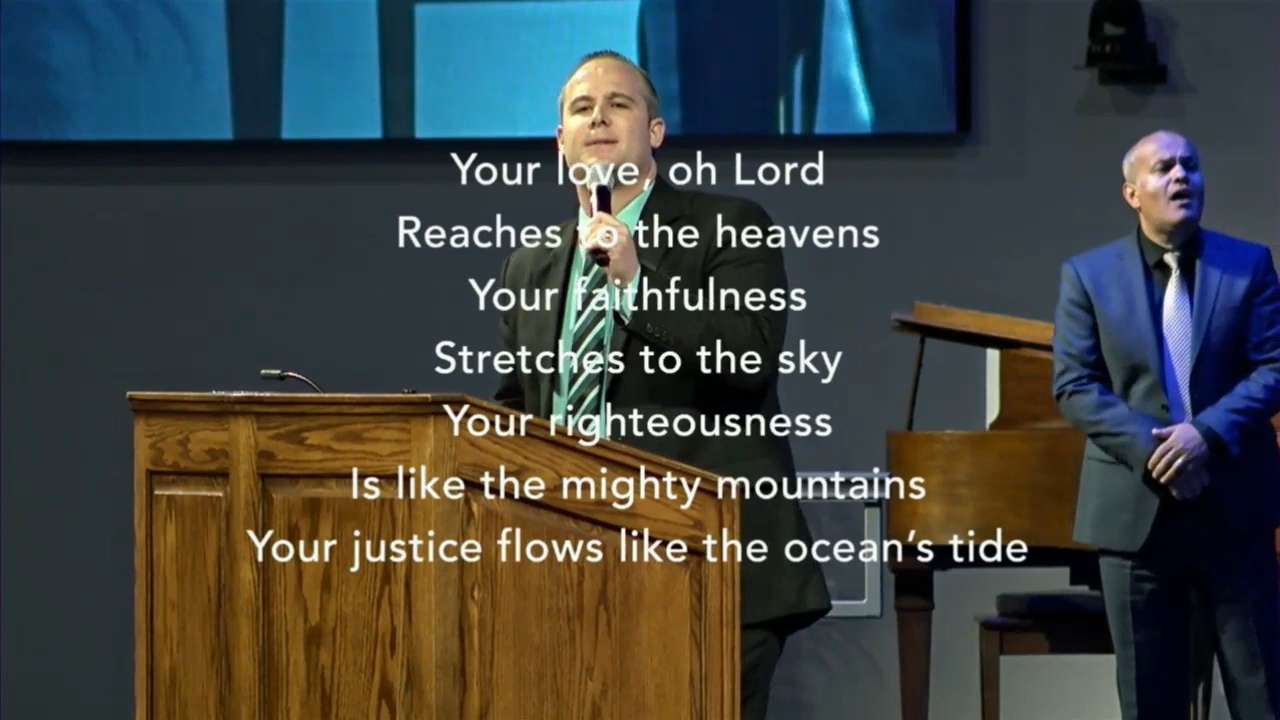 Your love, oh Lord
Reaches to the heavens
Your faithfulness
Stretches to the sky
Your righteousness
Is like the mighty mountains
Your justice flows like the ocean's tide